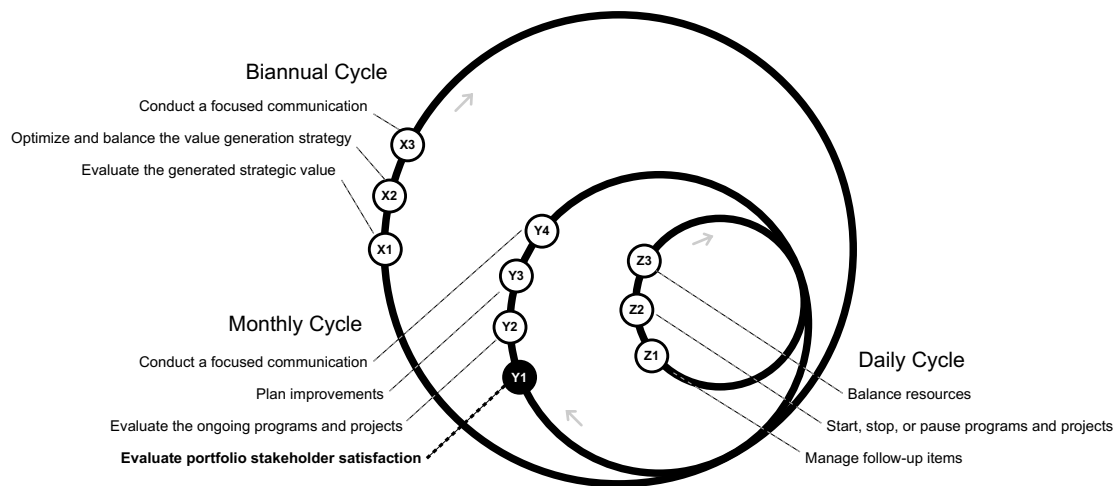 Biannual Cycle
Conduct a focused communication
Optimize and balance the value generation strategy
Evaluate the generated strategic value
X3
X2
X1
Y4
Y3
Y2
Y1
Z3
Z2
Z1
Monthly Cycle
Conduct a focused communication
Plan improvements
Evaluate the ongoing programs and projects
Evaluate portfolio stakeholder satisfaction
Daily Cycle
Balance resources
Start, stop, or pause programs and projects
Manage follow-up items